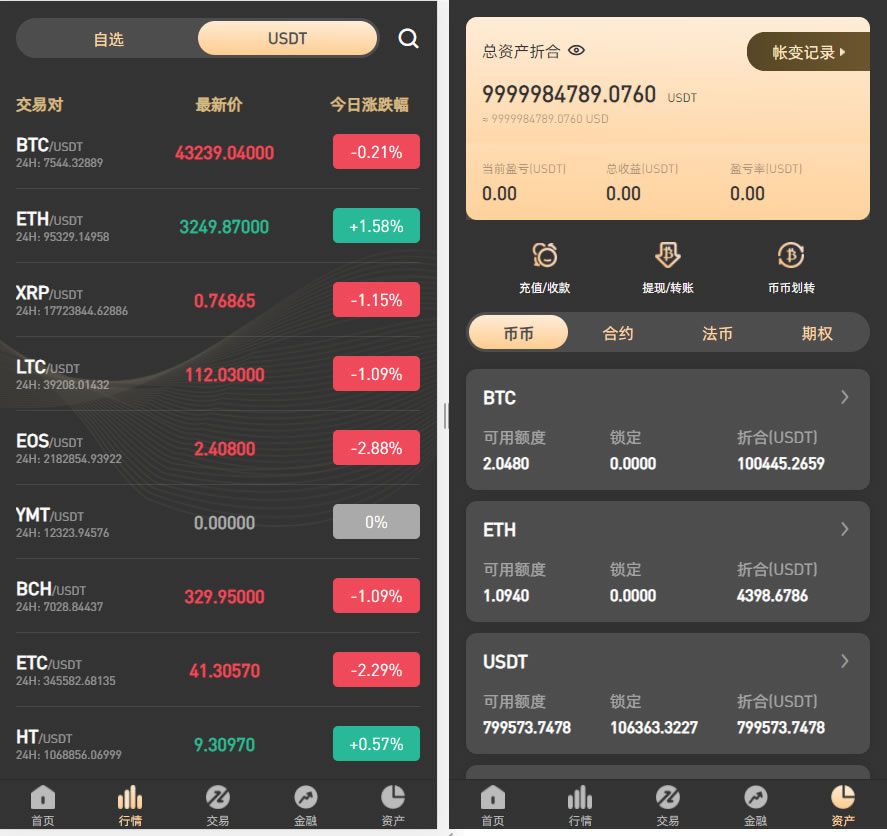 自选
USDT
交易对 最新价 今日涨跌幅
BTC/USDT
24H: 7544.32889
43239.04000
-0.21%
ETH/USDT
24H: 95329.14958
3249.87000
+1.58%
XRP/USDT
24H: 17723844.62886
0.76865
-1.15%
LTC/USDT
24H: 39208.01432
112.03000
-1.09%
EOS/USDT
24H: 2182854.93922
2.40800
-2.88%
YMT/USDT
24H: 12323.94576
0.00000
0%
BCH/USDT
24H: 7028.84437
329.95000
-1.09%
ETC/USDT
24H: 345582.68135
41.30570
-2.29%
HT/USDT
24H: 1068856.06999
9.30970
+0.57%
首页 行情 交易 金融 资产
总资产折合
帐变记录
9999984789.0760 USDT
≈ 9999984789.0760 USD
当前盈亏(USDT) 总收益(USDT) 盈亏率(USDT)
0.00 0.00 0.00
充值/收款 提现/转账 币币划转
币币 合约 法币 期权
BTC
可用额度 锁定 折合(USDT)
2.0480 0.0000 100445.2659
ETH
可用额度 锁定 折合(USDT)
1.0940 0.0000 4398.6786
USDT
可用额度 锁定 折合(USDT)
799573.7478 106363.3227 799573.7478
首页 行情 交易 金融 资产